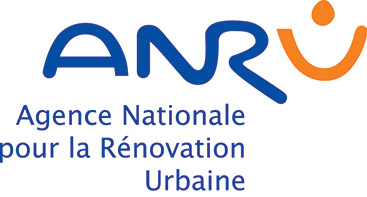 ANRU
Agence Nationale
pour la Rénovation
Urbaine